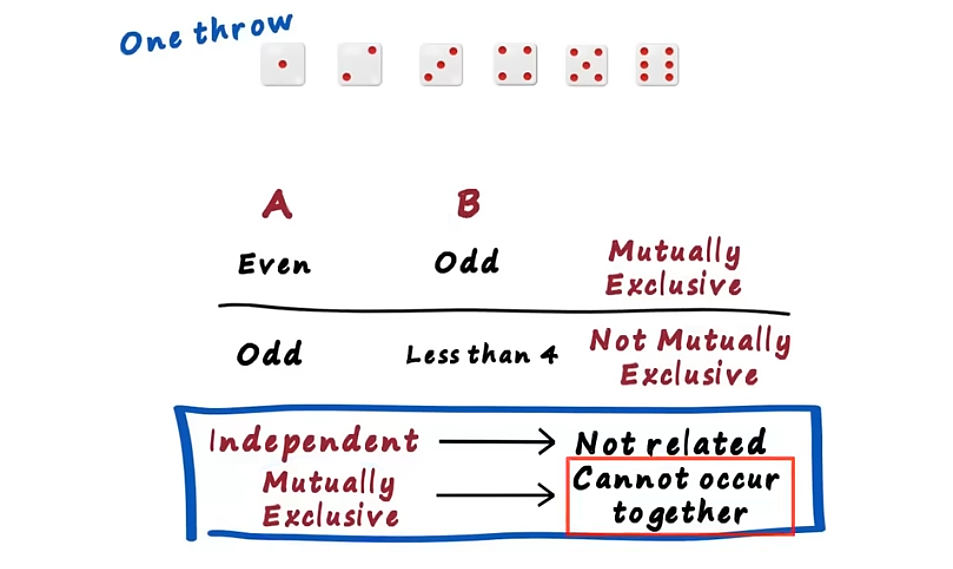 One throw
A B
Even Odd Mutually
Exclusive
Odd Less than 4 Not Mutually
Exclusive
Independent Not related
Mutually
Exclusive
Cannot occur
together